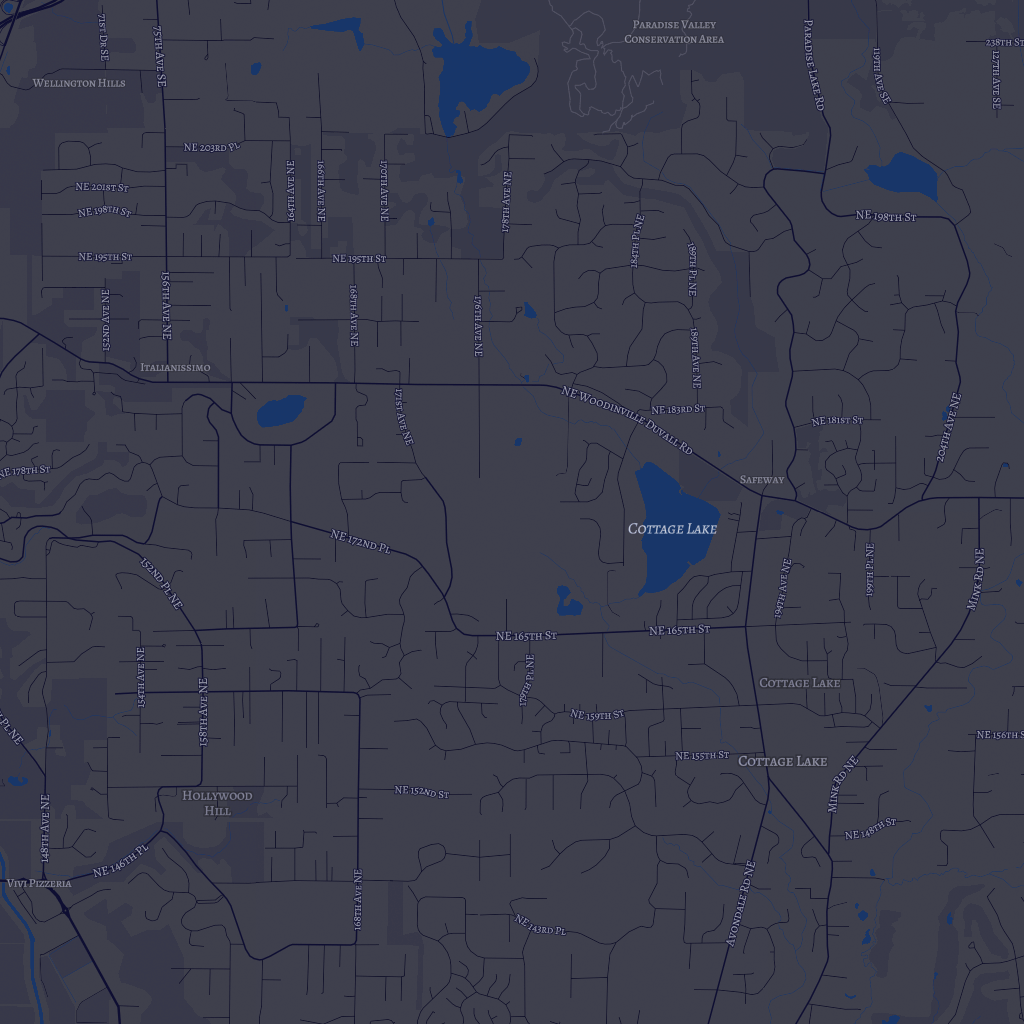 71st Dr SE
75th Ave SE
Paradise Valley
Conservation Area
Paradise Lake Rd
119th Ave SE
238th St
127th Ave SE
Wellington Hills
NE 203rd Pl
NE 201st St
NE 198th St
164th Ave NE
166th Ave NE
170th Ave NE
178th Ave NE
184th Pl NE
189th Pl NE
NE 198th St
NE 195th St
NE 195th St
152nd Ave NE
156th Ave NE
168th Ave NE
176th Ave NE
189th Ave NE
Italianissimo
171st Ave NE
NE Woodinville Duvall Rd
NE 183rd St
NE 181st St
204th Ave NE
NE 178th St
Safeway
Cottage Lake
NE 172nd Pl
152nd Pl NE
194th Ave NE
199th Pl NE
Mink Rd NE
NE 165th St
NE 165th St
154th Ave NE
158th Ave NE
179th Pl NE
Cottage Lake
NE 159th St
Pl NE
NE 156th S
NE 155th St
Cottage Lake
Mink Rd NE
NE 152nd St
Hollywood
Hill
148th Ave NE
NE 148th St
NE 146th Pl
Vivi Pizzeria
168th Ave NE
NE 143rd Pl
Avondale Rd NE